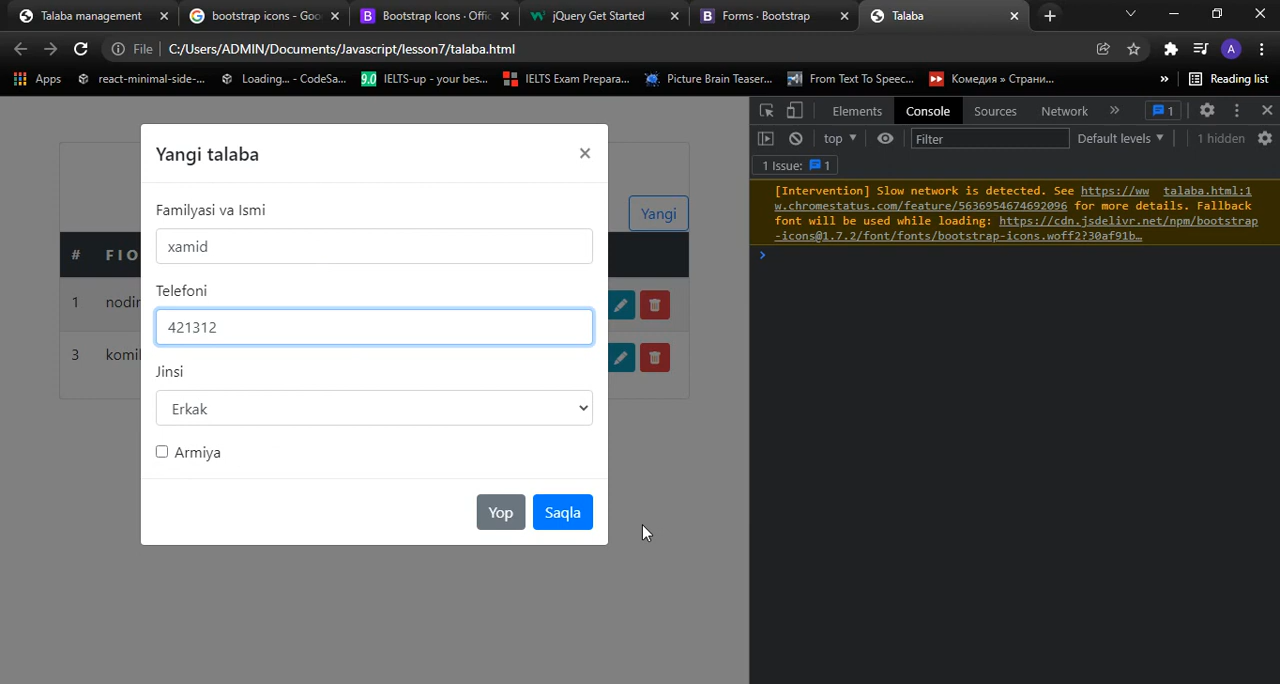 Talaba management
bootstrap icons - Goo
Bootstrap Icons · Offic
jQuery Get Started
Forms · Bootstrap
Talaba
File
C:/Users/ADMIN/Documents/Javascript/lesson7/talaba.html
A
Apps
react-minimal-side-...
Loading... - CodeSa...
9.0
IELTS-up - your bes...
IELTS Exam Prepara...
Picture Brain Teaser...
From Text To Speec...
Комедия » Страни...
»
Reading list
Yangi talaba
×
Familyasi va Ismi
xamid
Telefoni
421312
Jinsi
Erkak
Armiya
Yop
Saqla
Yangi
# FIO
1 nodir
3 komil
Elements
Console
Sources
Network
»
1
top
Filter
Default levels
1 hidden
1 Issue: 1
[Intervention] Slow network is detected. See https://ww talaba.html:1
w.chromestatus.com/feature/5636954674692096 for more details. Fallback
font will be used while loading: https://cdn.jsdelivr.net/npm/bootstrap
-icons@1.7.2/font/fonts/bootstrap-icons.woff2?30af91b…